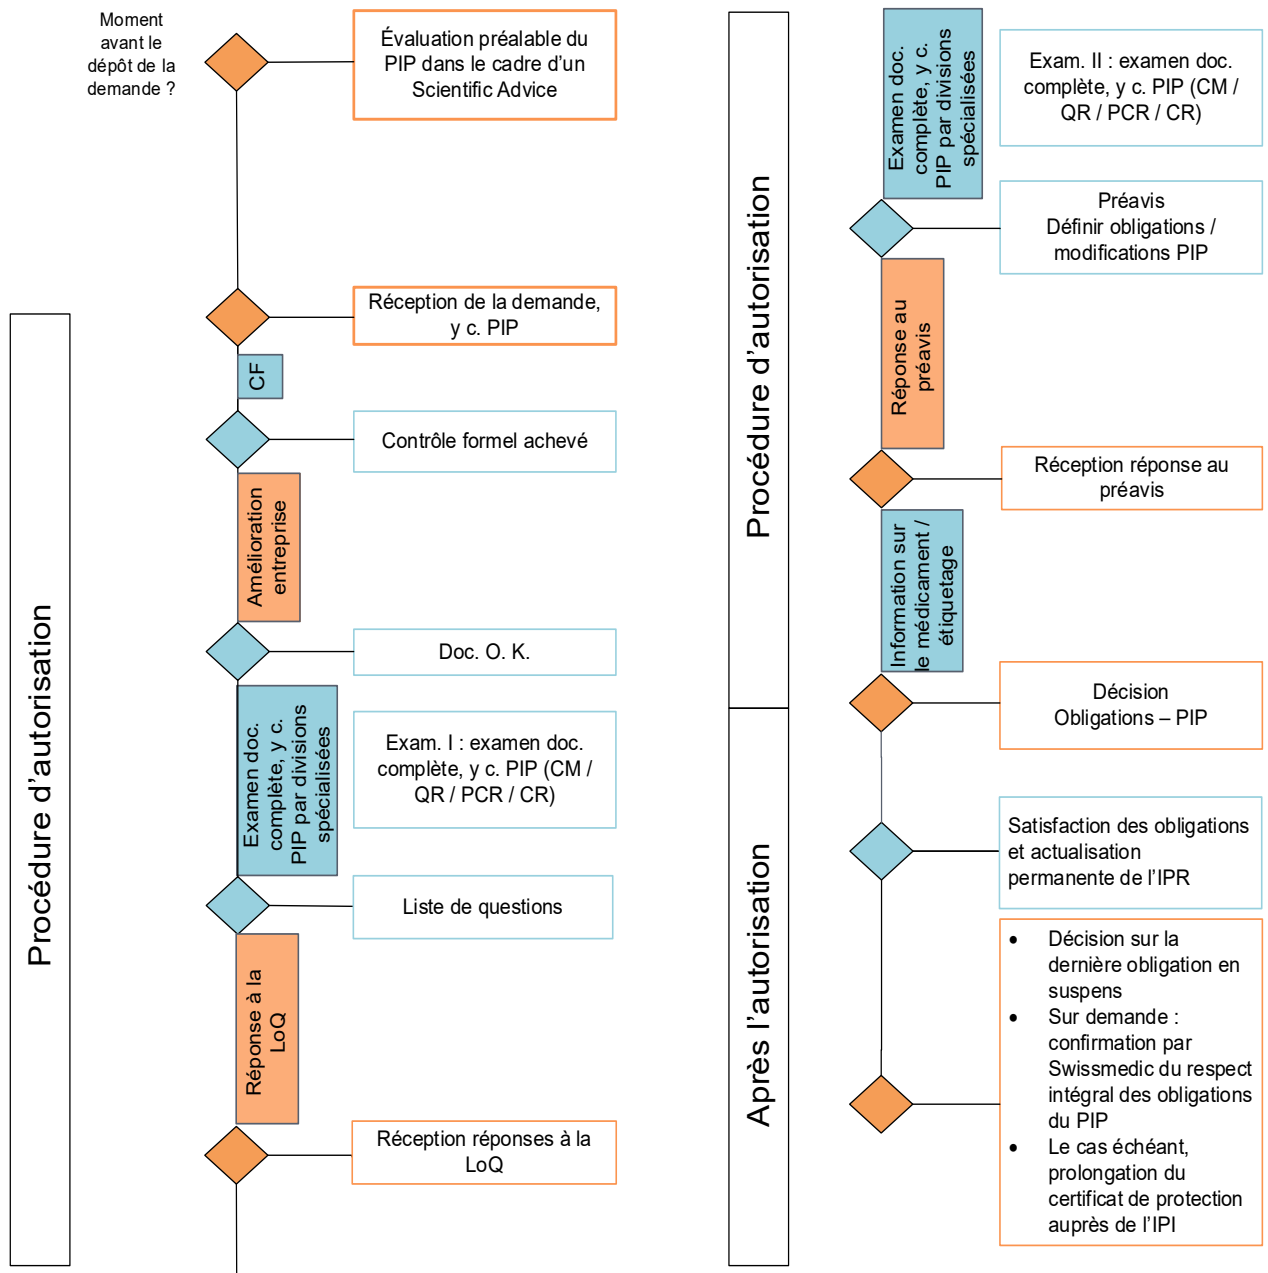 Moment
avant le
dépôt de la
demande ?
Évaluation préalable du
PIP dans le cadre d'un
Scientific Advice
Procédure d'autorisation
Réception de la demande,
y c. PIP
CF
Contrôle formel achevé
Amélioration
entreprise
Doc. O. K.
Examen doc.
complète, y c.
PIP par divisions
spécialisées
Exam. I : examen doc.
complète, y c. PIP (CM /
QR / PCR / CR)
Liste de questions
Réponse à la
LoQ
Réception réponses à la
LoQ
Procédure d'autorisation
Examen doc.
complète, y c.
PIP par divisions
spécialisées
Exam. II : examen doc.
complète, y c. PIP (CM /
QR / PCR / CR)
Préavis
Définir obligations /
modifications PIP
Réponse au
préavis
Réception réponse au
préavis
Information sur
le médicament /
étiquetage
Décision
Obligations – PIP
Après l'autorisation
Satisfaction des obligations
et actualisation
permanente de l'IPR
• Décision sur la
dernière obligation en
suspens
• Sur demande :
confirmation par
Swissmedic du respect
intégral des obligations
du PIP
• Le cas échéant,
prolongation du
certificat de protection
auprès de l'IPI